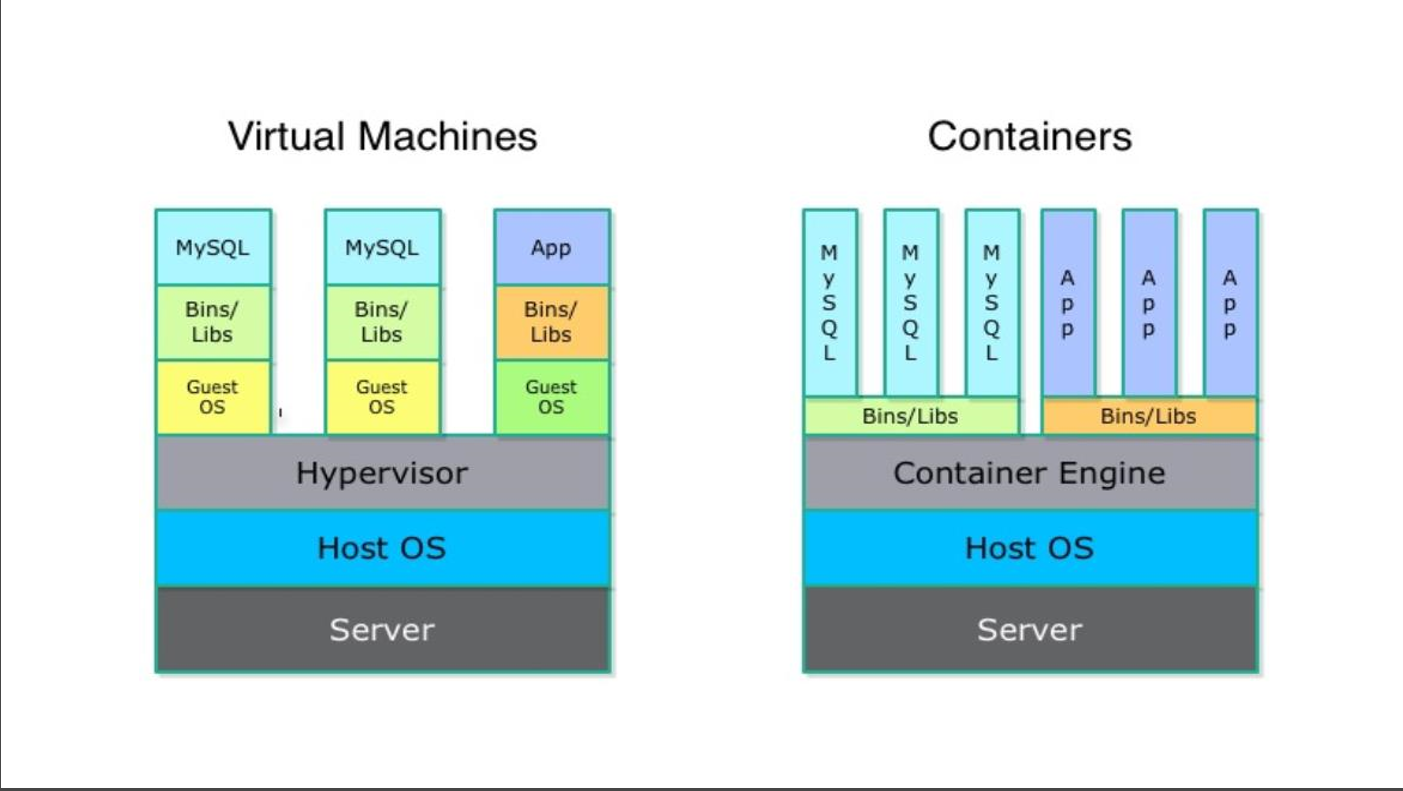 Virtual Machines
MySQL
Bins/
Libs
Guest
OS
MySQL
Bins/
Libs
Guest
OS
App
Bins/
Libs
Guest
OS
Hypervisor
Host OS
Server
Containers
MySQL
MySQL
MySQL
App
App
App
Bins/Libs
Bins/Libs
Container Engine
Host OS
Server